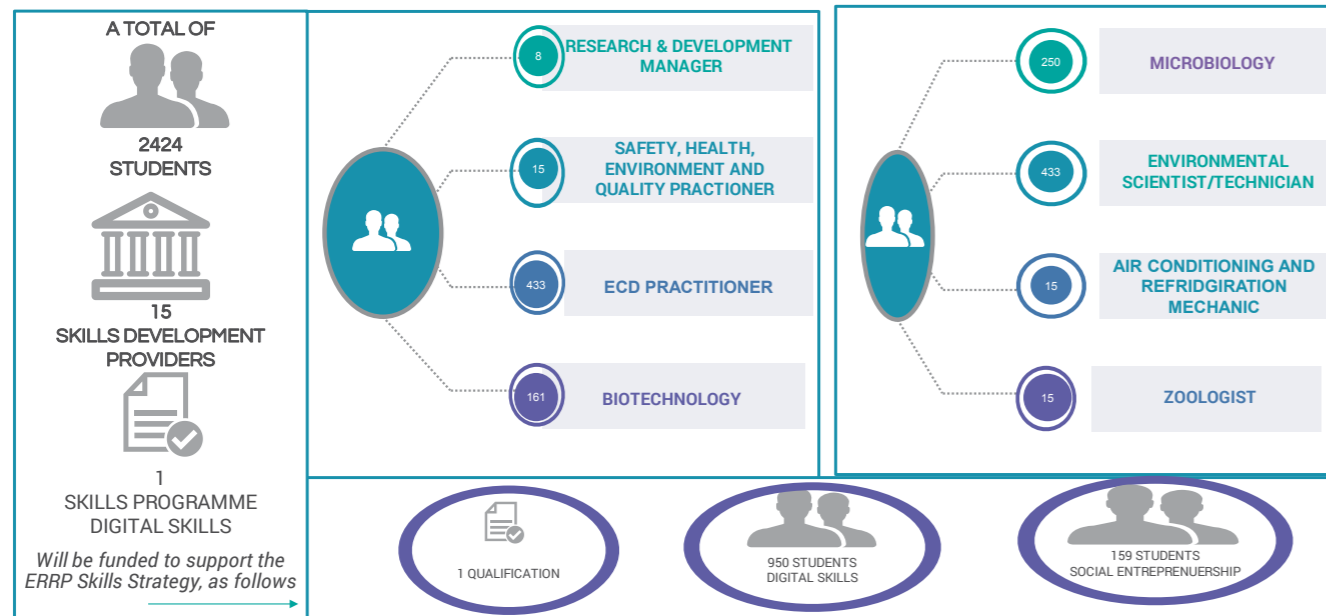 A TOTAL OF
2424
STUDENTS
15
SKILLS DEVELOPMENT
PROVIDERS
1
SKILLS PROGRAMME
DIGITAL SKILLS
Will be funded to support the
ERRP Skills Strategy, as follows
8
RESEARCH & DEVELOPMENT
MANAGER
15
SAFETY, HEALTH,
ENVIRONMENT AND
QUALITY PRACTIONER
433
ECD PRACTITIONER
161
BIOTECHNOLOGY
250
MICROBIOLOGY
433
ENVIRONMENTAL
SCIENTIST/TECHNICIAN
15
AIR CONDITIONING AND
REFRIDGIRATION
MECHANIC
15
ZOOLOGIST
1 QUALIFICATION
950 STUDENTS
DIGITAL SKILLS
159 STUDENTS
SOCIAL ENTREPRENUERSHIP